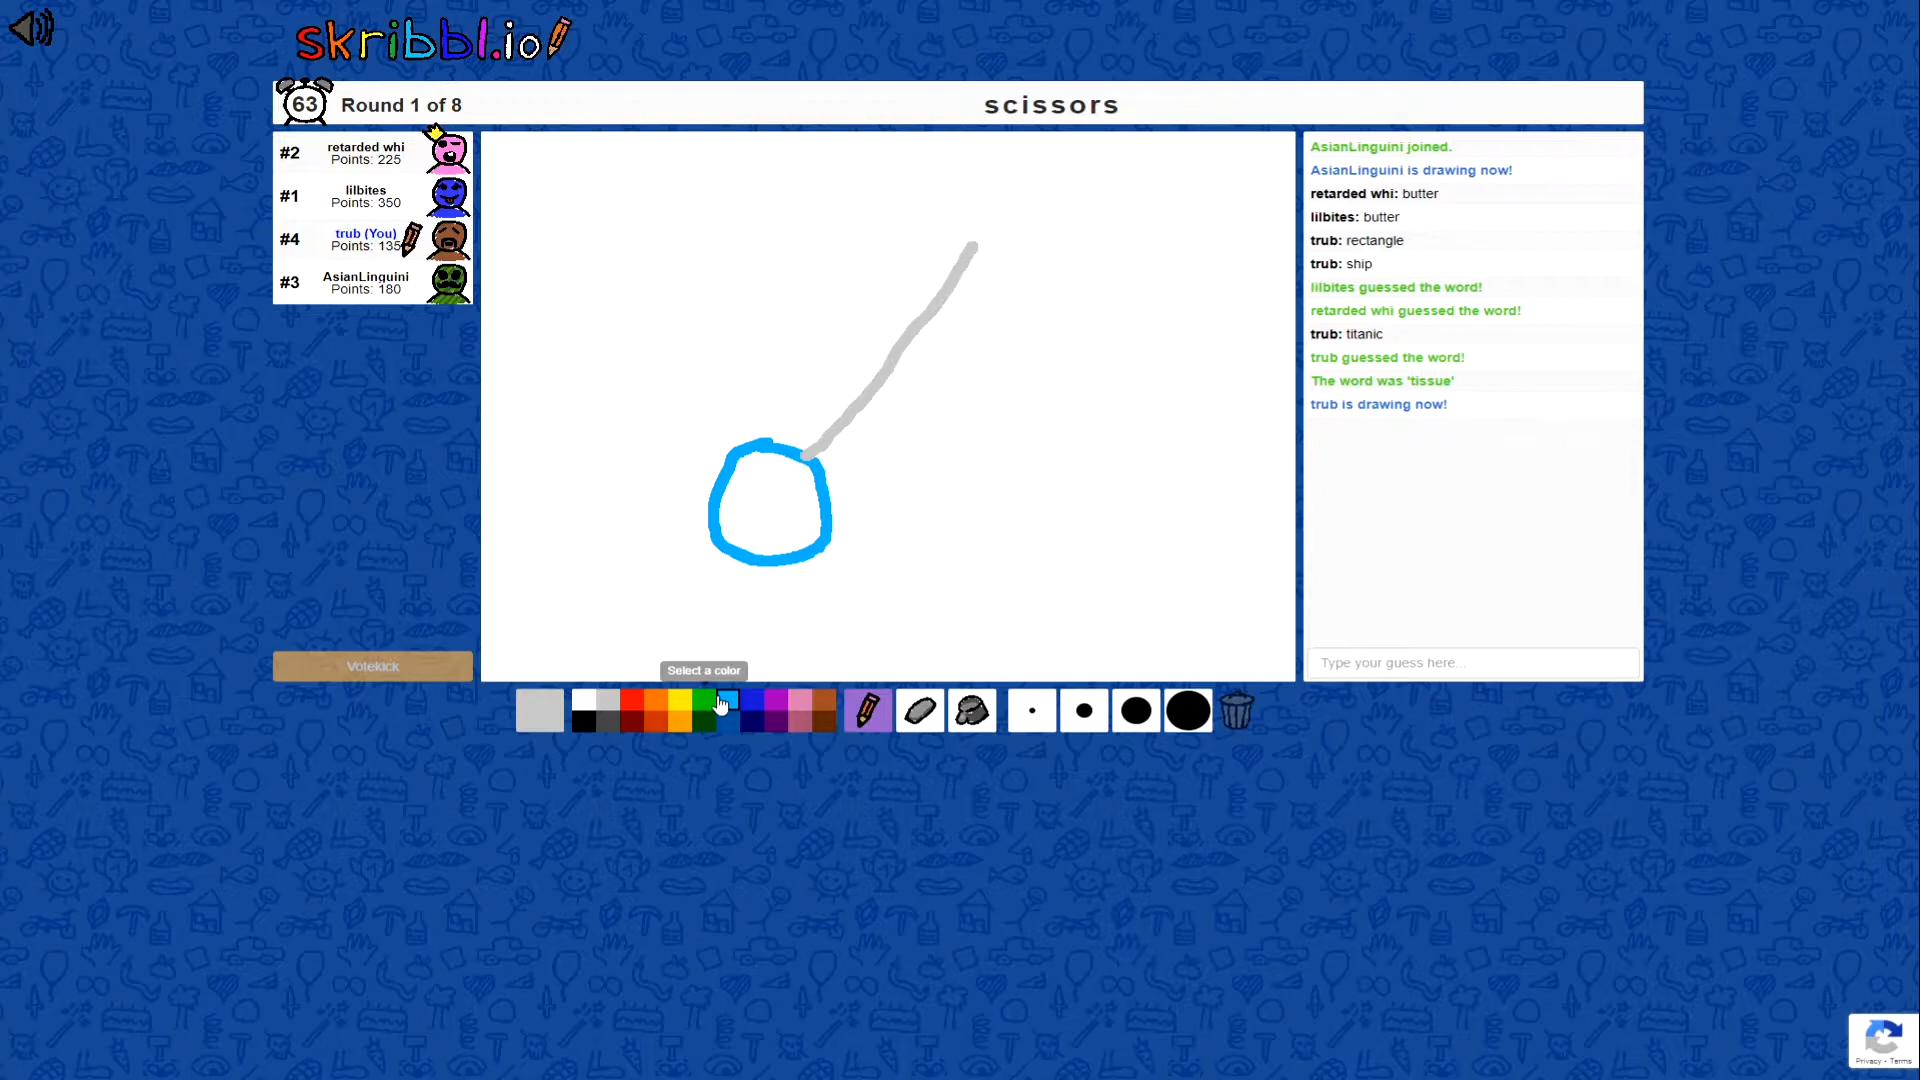 skribbl.io
63
Round 1 of 8
scissors
#2
retarded whi
Points: 225
#1
lilbites
Points: 350
#4
trub (You)
Points: 135
#3
AsianLinguini
Points: 180
Votekick
AsianLinguini joined.
AsianLinguini is drawing now!
retarded whi: butter
lilbites: butter
trub: rectangle
trub: ship
lilbites guessed the word!
retarded whi guessed the word!
trub: titanic
trub guessed the word!
The word was 'tissue'
trub is drawing now!
Type your guess here...
Select a color
Privacy - Terms